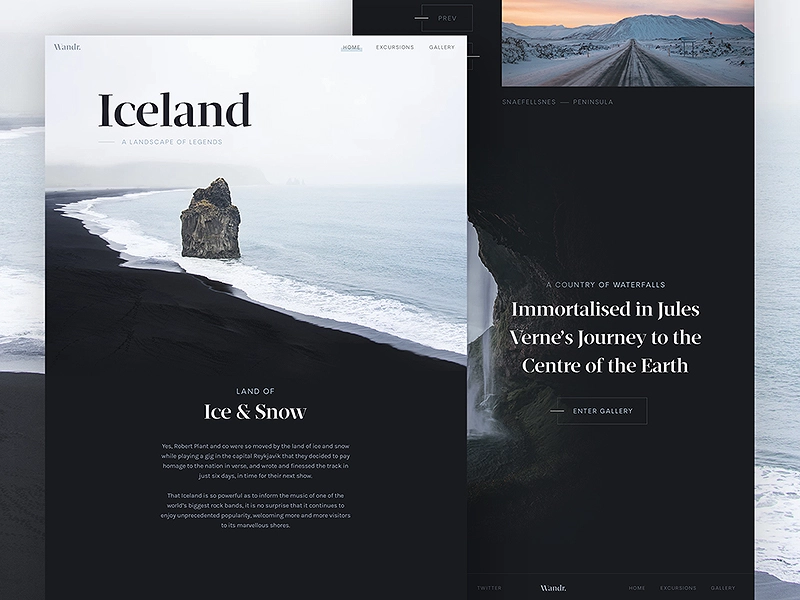 Wandr.
HOME
EXCURSIONS
GALLERY
Iceland
A LANDSCAPE OF LEGENDS
LAND OF
Ice & Snow
Yes, Robert Plant and co were so moved by the land of ice and snow
while playing a gig in the capital Reykjavik that they decided to pay
homage to the nation in verse, and wrote and finessed the track in
just six days, in time for their next show.
That Iceland is so powerful as to inform the music of one of the
world's biggest rock bands, it is no surprise that it continues to
enjoy unprecedented popularity, welcoming more and more visitors
to its marvellous shores.
PREV
SNAEFELLSNES — PENINSULA
A COUNTRY OF WATERFALLS
Immortalised in Jules
Verne's Journey to the
Centre of the Earth
ENTER GALLERY
TWITTER
Wandr.
HOME
EXCURSIONS
GALLERY